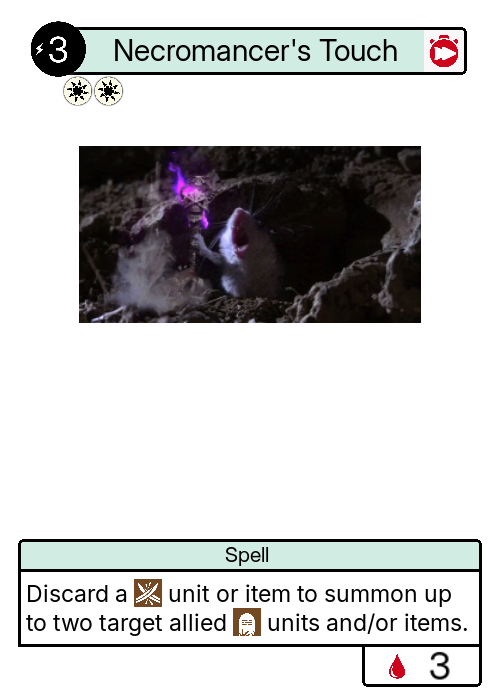 3 Necromancer's Touch
Spell
Discard a unit or item to summon up
to two target allied units and/or items.
3